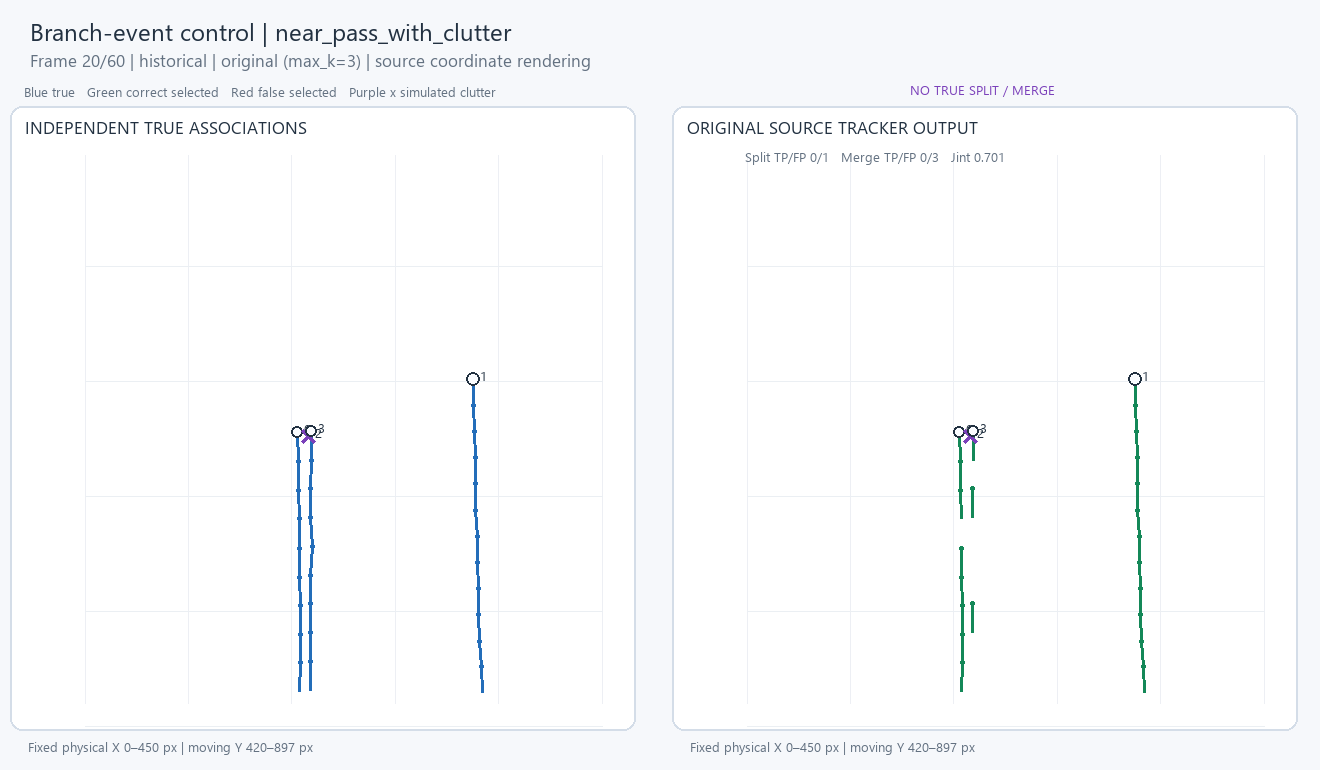 Branch-event control | near_pass_with_clutter
Frame 20/60 | historical | original (max_k=3) | source coordinate rendering
Blue true   Green correct selected   Red false selected   Purple x simulated clutter
NO TRUE SPLIT / MERGE
INDEPENDENT TRUE ASSOCIATIONS
1
3
2
Fixed physical X 0–450 px | moving Y 420–897 px
ORIGINAL SOURCE TRACKER OUTPUT
Split TP/FP 0/1   Merge TP/FP 0/3   Jint 0.701
1
3
2
Fixed physical X 0–450 px | moving Y 420–897 px